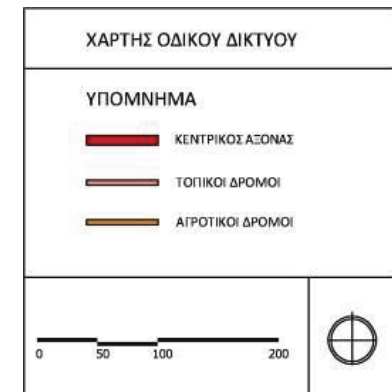 ΧΑΡΤΗΣ ΟΔΙΚΟΥ ΔΙΚΤΥΟΥ
ΥΠΟΜΝΗΜΑ
ΚΕΝΤΡΙΚΟΣ ΑΞΟΝΑΣ
ΤΟΠΙΚΟΙ ΔΡΟΜΟΙ
ΑΓΡΟΤΙΚΟΙ ΔΡΟΜΟΙ
0 50 100 200